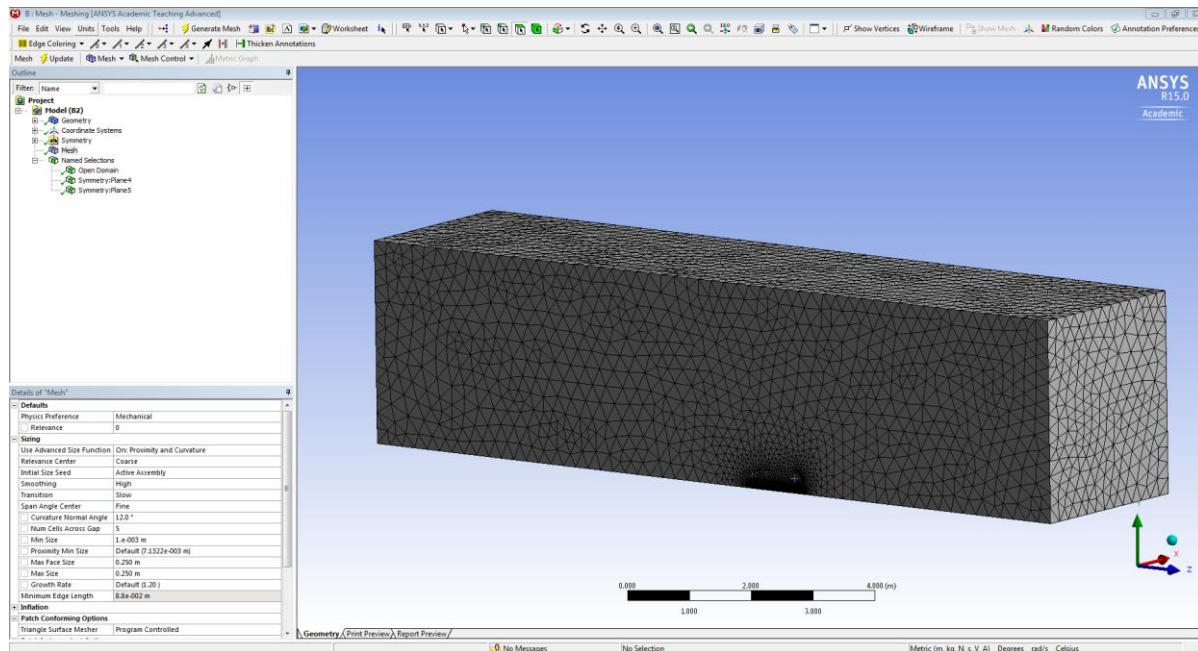 B : Mesh - Meshing [ANSYS Academic Teaching Advanced]
File Edit View Units Tools Help Generate Mesh Worksheet Show Vertices Wireframe Show Mesh Random Colors Annotation Preferences
Edge Coloring Thicken Annotations
Mesh Update Mesh Mesh Control Metric Graph
Outline
Filter: Name
Project
Model (B2)
Geometry
Coordinate Systems
Symmetry
Mesh
Named Selections
Open Domain
Symmetry:Plane4
Symmetry:Plane5
ANSYS
R15.0
Academic
Details of "Mesh"
Defaults
Physics Preference Mechanical
Relevance 0
Sizing
Use Advanced Size Function On: Proximity and Curvature
Relevance Center Coarse
Initial Size Seed Active Assembly
Smoothing High
Transition Slow
Span Angle Center Fine
Curvature Normal Angle 12.0 °
Num Cells Across Gap 5
Min Size 1.e-003 m
Proximity Min Size Default (7.1322e-003 m)
Max Face Size 0.250 m
Max Size 0.250 m
Growth Rate Default (1.20 )
Minimum Edge Length 8.8e-002 m
Inflation
Patch Conforming Options
Triangle Surface Mesher Program Controlled
0.000 2.000 4.000 (m)
1.000 3.000
Y
X
Z
Geometry Print Preview Report Preview
No Messages No Selection Metric (m, kg, N, s, V, A) Degrees rad/s Celsius